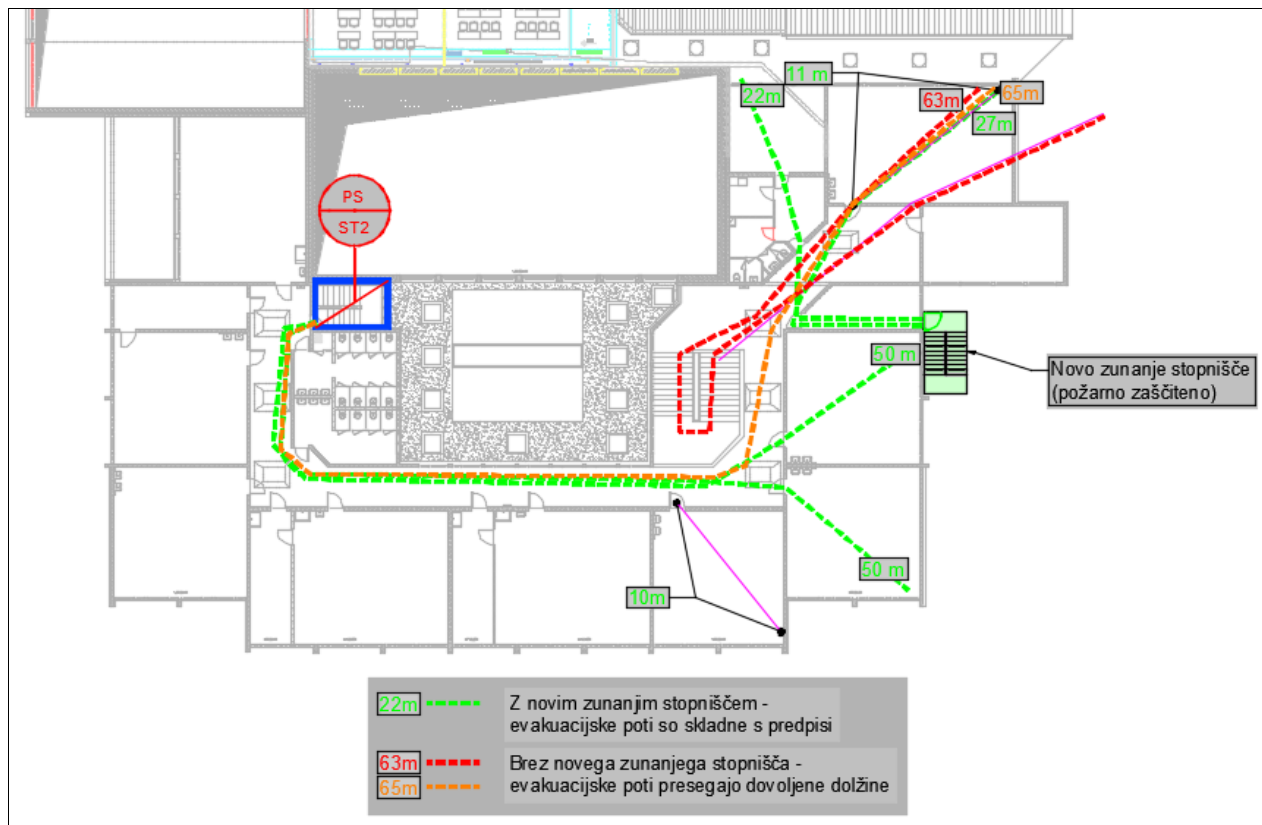 11 m
22m
63m
65m
27m
PS
ST2
50 m
Novo zunanje stopnišče
(požarno zaščiteno)
50 m
10m
22m
Z novim zunanjim stopniščem -
evakuacijske poti so skladne s predpisi
63m
Brez novega zunanjega stopnišča -
65m
evakuacijske poti presegajo dovoljene dolžine